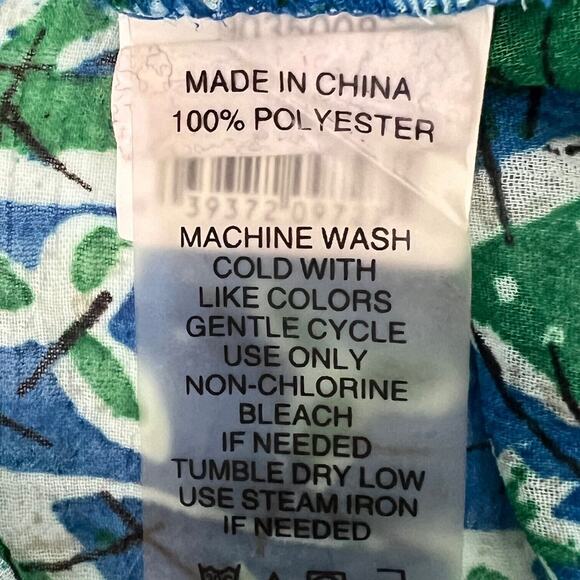 MADE IN CHINA
100% POLYESTER
MACHINE WASH
COLD WITH
LIKE COLORS
GENTLE CYCLE
USE ONLY
NON-CHLORINE
BLEACH
IF NEEDED
TUMBLE DRY LOW
USE STEAM IRON
IF NEEDED